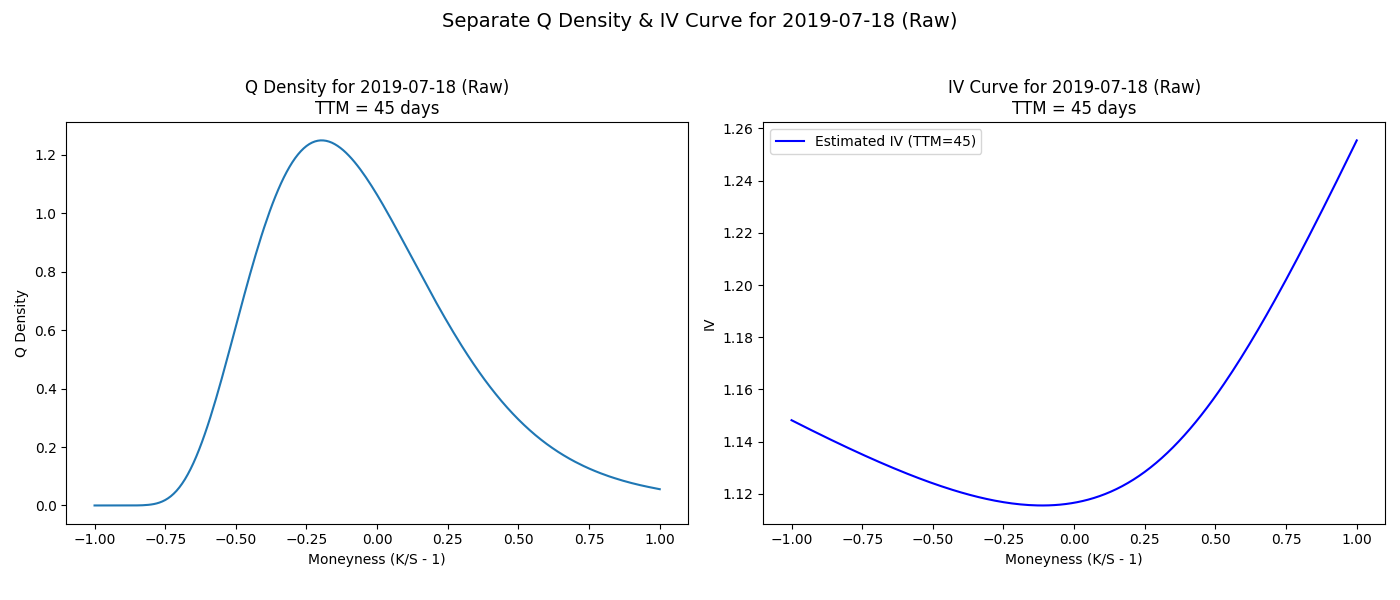 Separate Q Density & IV Curve for 2019-07-18 (Raw)
Q Density for 2019-07-18 (Raw)
TTM = 45 days
Q Density
1.2
1.0
0.8
0.6
0.4
0.2
0.0
−1.00 −0.75 −0.50 −0.25 0.00 0.25 0.50 0.75 1.00
Moneyness (K/S - 1)
IV Curve for 2019-07-18 (Raw)
TTM = 45 days
Estimated IV (TTM=45)
IV
1.26
1.24
1.22
1.20
1.18
1.16
1.14
1.12
−1.00 −0.75 −0.50 −0.25 0.00 0.25 0.50 0.75 1.00
Moneyness (K/S - 1)